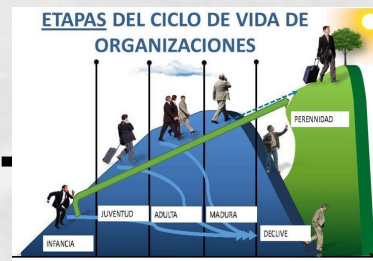 ETAPAS DEL CICLO DE VIDA DE
ORGANIZACIONES
PERENNIDAD
JUVENTUD
ADULTA
MADURA
DECLIVE
INFANCIA